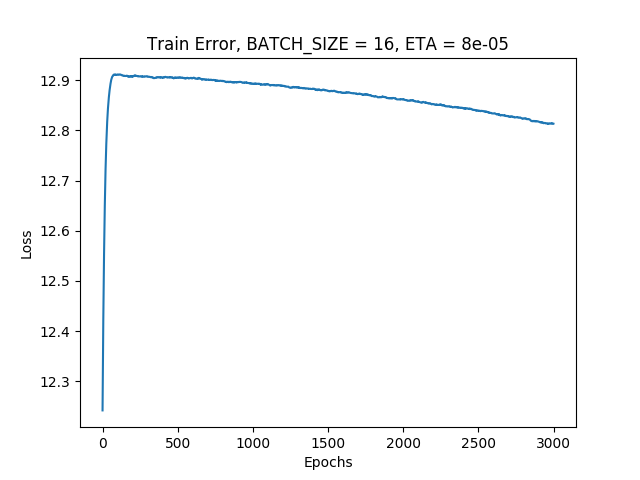 Train Error, BATCH_SIZE = 16, ETA = 8e-05
Loss
12.9
12.8
12.7
12.6
12.5
12.4
12.3
0 500 1000 1500 2000 2500 3000
Epochs